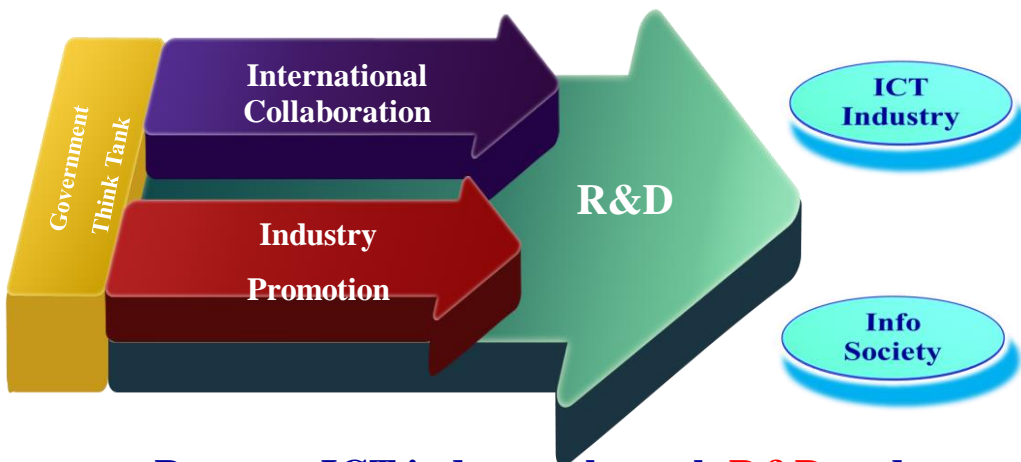 Government
Think Tank
International
Collaboration
Industry
Promotion
R&D
ICT
Industry
Info
Society